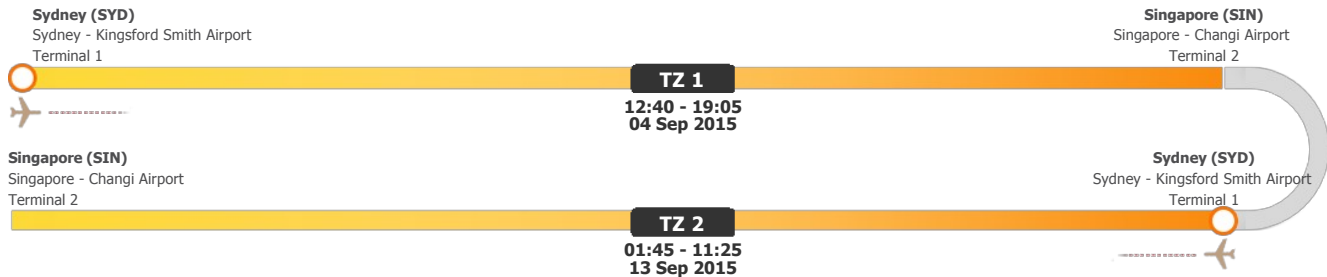 Sydney (SYD)
Sydney - Kingsford Smith Airport
Terminal 1
Singapore (SIN)
Singapore - Changi Airport
Terminal 2
TZ 1
12:40 - 19:05
04 Sep 2015
Singapore (SIN)
Singapore - Changi Airport
Terminal 2
Sydney (SYD)
Sydney - Kingsford Smith Airport
Terminal 1
TZ 2
01:45 - 11:25
13 Sep 2015